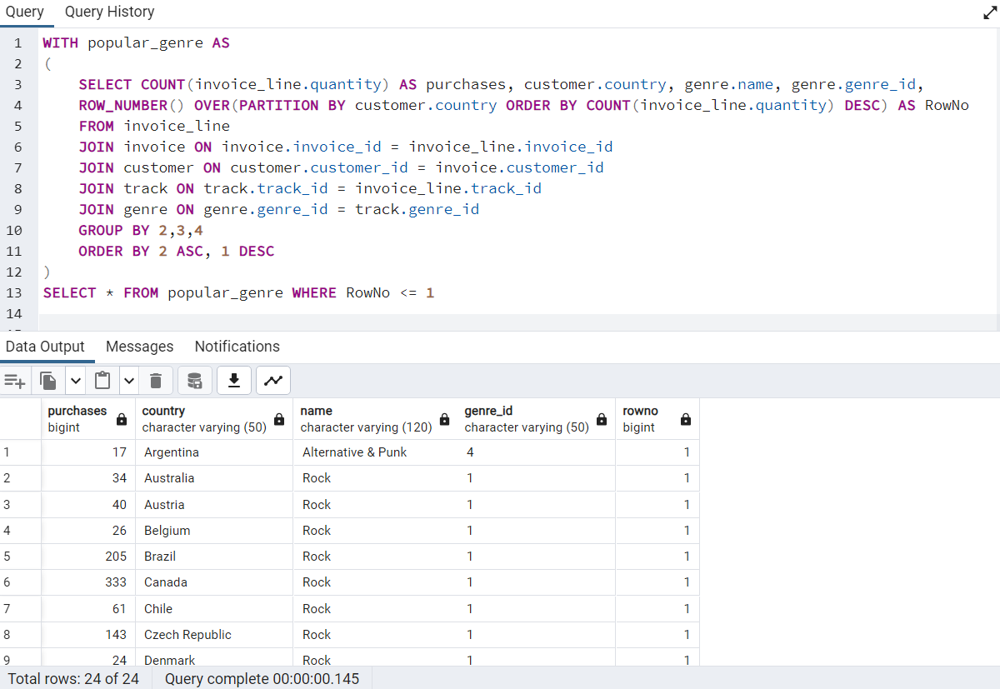 Query Query History
1 WITH popular_genre AS
2 (
3 SELECT COUNT(invoice_line.quantity) AS purchases, customer.country, genre.name, genre.genre_id,
4 ROW_NUMBER() OVER(PARTITION BY customer.country ORDER BY COUNT(invoice_line.quantity) DESC) AS RowNo
5 FROM invoice_line
6 JOIN invoice ON invoice.invoice_id = invoice_line.invoice_id
7 JOIN customer ON customer.customer_id = invoice.customer_id
8 JOIN track ON track.track_id = invoice_line.track_id
9 JOIN genre ON genre.genre_id = track.genre_id
10 GROUP BY 2,3,4
11 ORDER BY 2 ASC, 1 DESC
12 )
13 SELECT * FROM popular_genre WHERE RowNo <= 1
14
Data Output Messages Notifications
purchases country name genre_id rowno
bigint character varying (50) character varying (120) character varying (50) bigint
1 17 Argentina Alternative & Punk 4 1
2 34 Australia Rock 1 1
3 40 Austria Rock 1 1
4 26 Belgium Rock 1 1
5 205 Brazil Rock 1 1
6 333 Canada Rock 1 1
7 61 Chile Rock 1 1
8 143 Czech Republic Rock 1 1
9 24 Denmark Rock 1 1
Total rows: 24 of 24 Query complete 00:00:00.145